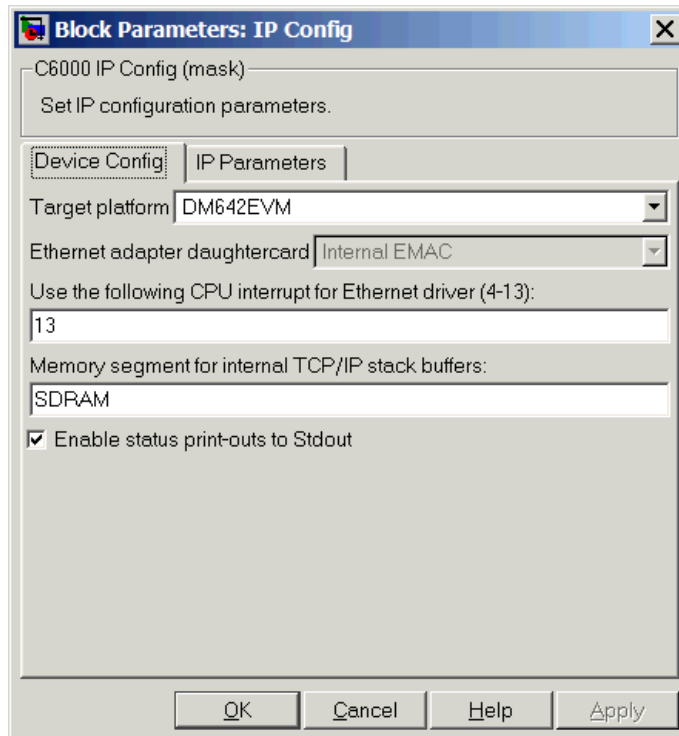 Block Parameters: IP Config
C6000 IP Config (mask)
Set IP configuration parameters.
Device Config IP Parameters
Target platform DM642EVM
Ethernet adapter daughtercard Internal EMAC
Use the following CPU interrupt for Ethernet driver (4-13):
13
Memory segment for internal TCP/IP stack buffers:
SDRAM
Enable status print-outs to Stdout
OK Cancel Help Apply